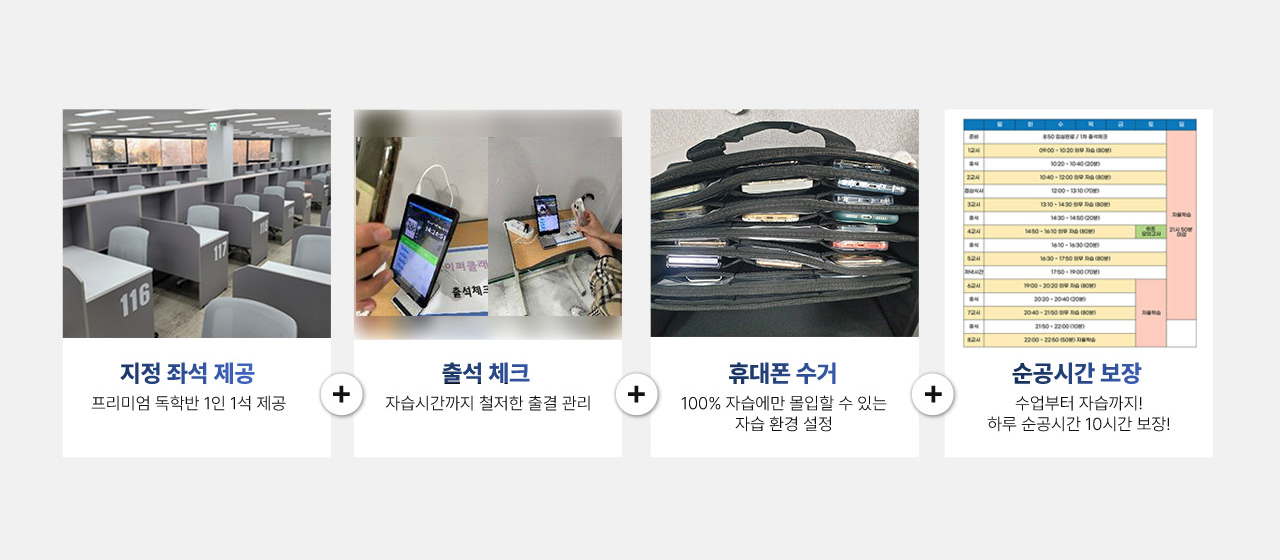 117
116
이퍼클래
출석체크
월 화 수 목 금 토 일
준비 8:50 입실완료 / 1차 출석체크
1교시 09:00 ~ 10:20 의무 자습 (80분)
휴식 10:20 ~ 10:40 (20분)
2교시 10:40 ~ 12:00 의무 자습 (80분)
점심식사 12:00 ~ 13:10 (70분)
3교시 13:10 ~ 14:30 의무 자습 (80분)
휴식 14:30 ~ 14:50 (20분)
4교시 14:50 ~ 16:10 의무 자습 (80분)
하프
모의고사
자율학습
21시 50분
마감
휴식 16:10 ~ 16:30 (20분)
5교시 16:30 ~ 17:50 의무 자습 (80분)
저녁시간 17:50 ~ 19:00 (70분)
6교시 19:00 ~ 20:20 의무 자습 (80분)
휴식 20:20 ~ 20:40 (20분)
7교시 20:40 ~ 21:50 의무 자습 (80분)
자율학습
휴식 21:50 ~ 22:00 (10분)
8교시 22:00 ~ 22:50 (50분) 자율학습
지정 좌석 제공
프리미엄 독학반 1인 1석 제공
+
출석 체크
자습시간까지 철저한 출결 관리
+
휴대폰 수거
100% 자습에만 몰입할 수 있는
자습 환경 설정
+
순공시간 보장
수업부터 자습까지!
하루 순공시간 10시간 보장!